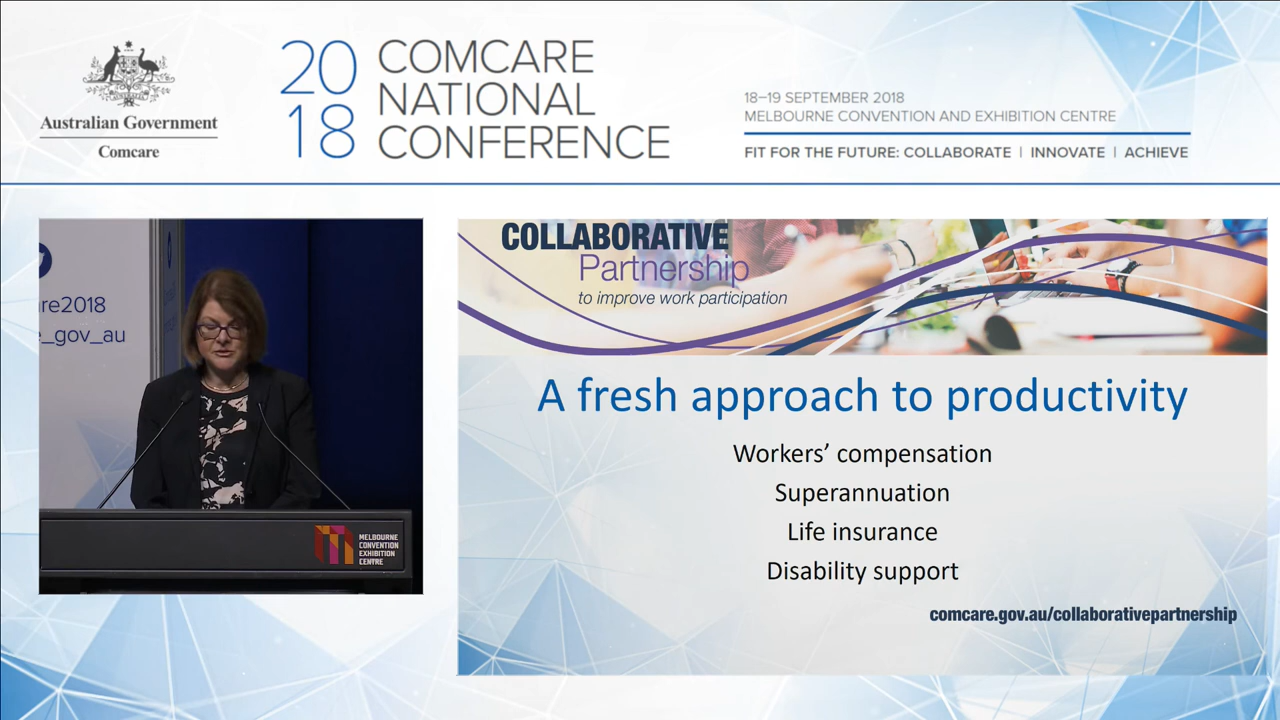 Australian Government
Comcare
20
18
COMCARE
NATIONAL
CONFERENCE
18–19 SEPTEMBER 2018
MELBOURNE CONVENTION AND EXHIBITION CENTRE
FIT FOR THE FUTURE: COLLABORATE | INNOVATE | ACHIEVE
re2018
_gov_au
MELBOURNE
CONVENTION
EXHIBITION
CENTRE
COLLABORATIVE
Partnership
to improve work participation
A fresh approach to productivity
Workers' compensation
Superannuation
Life insurance
Disability support
comcare.gov.au/collaborativepartnership